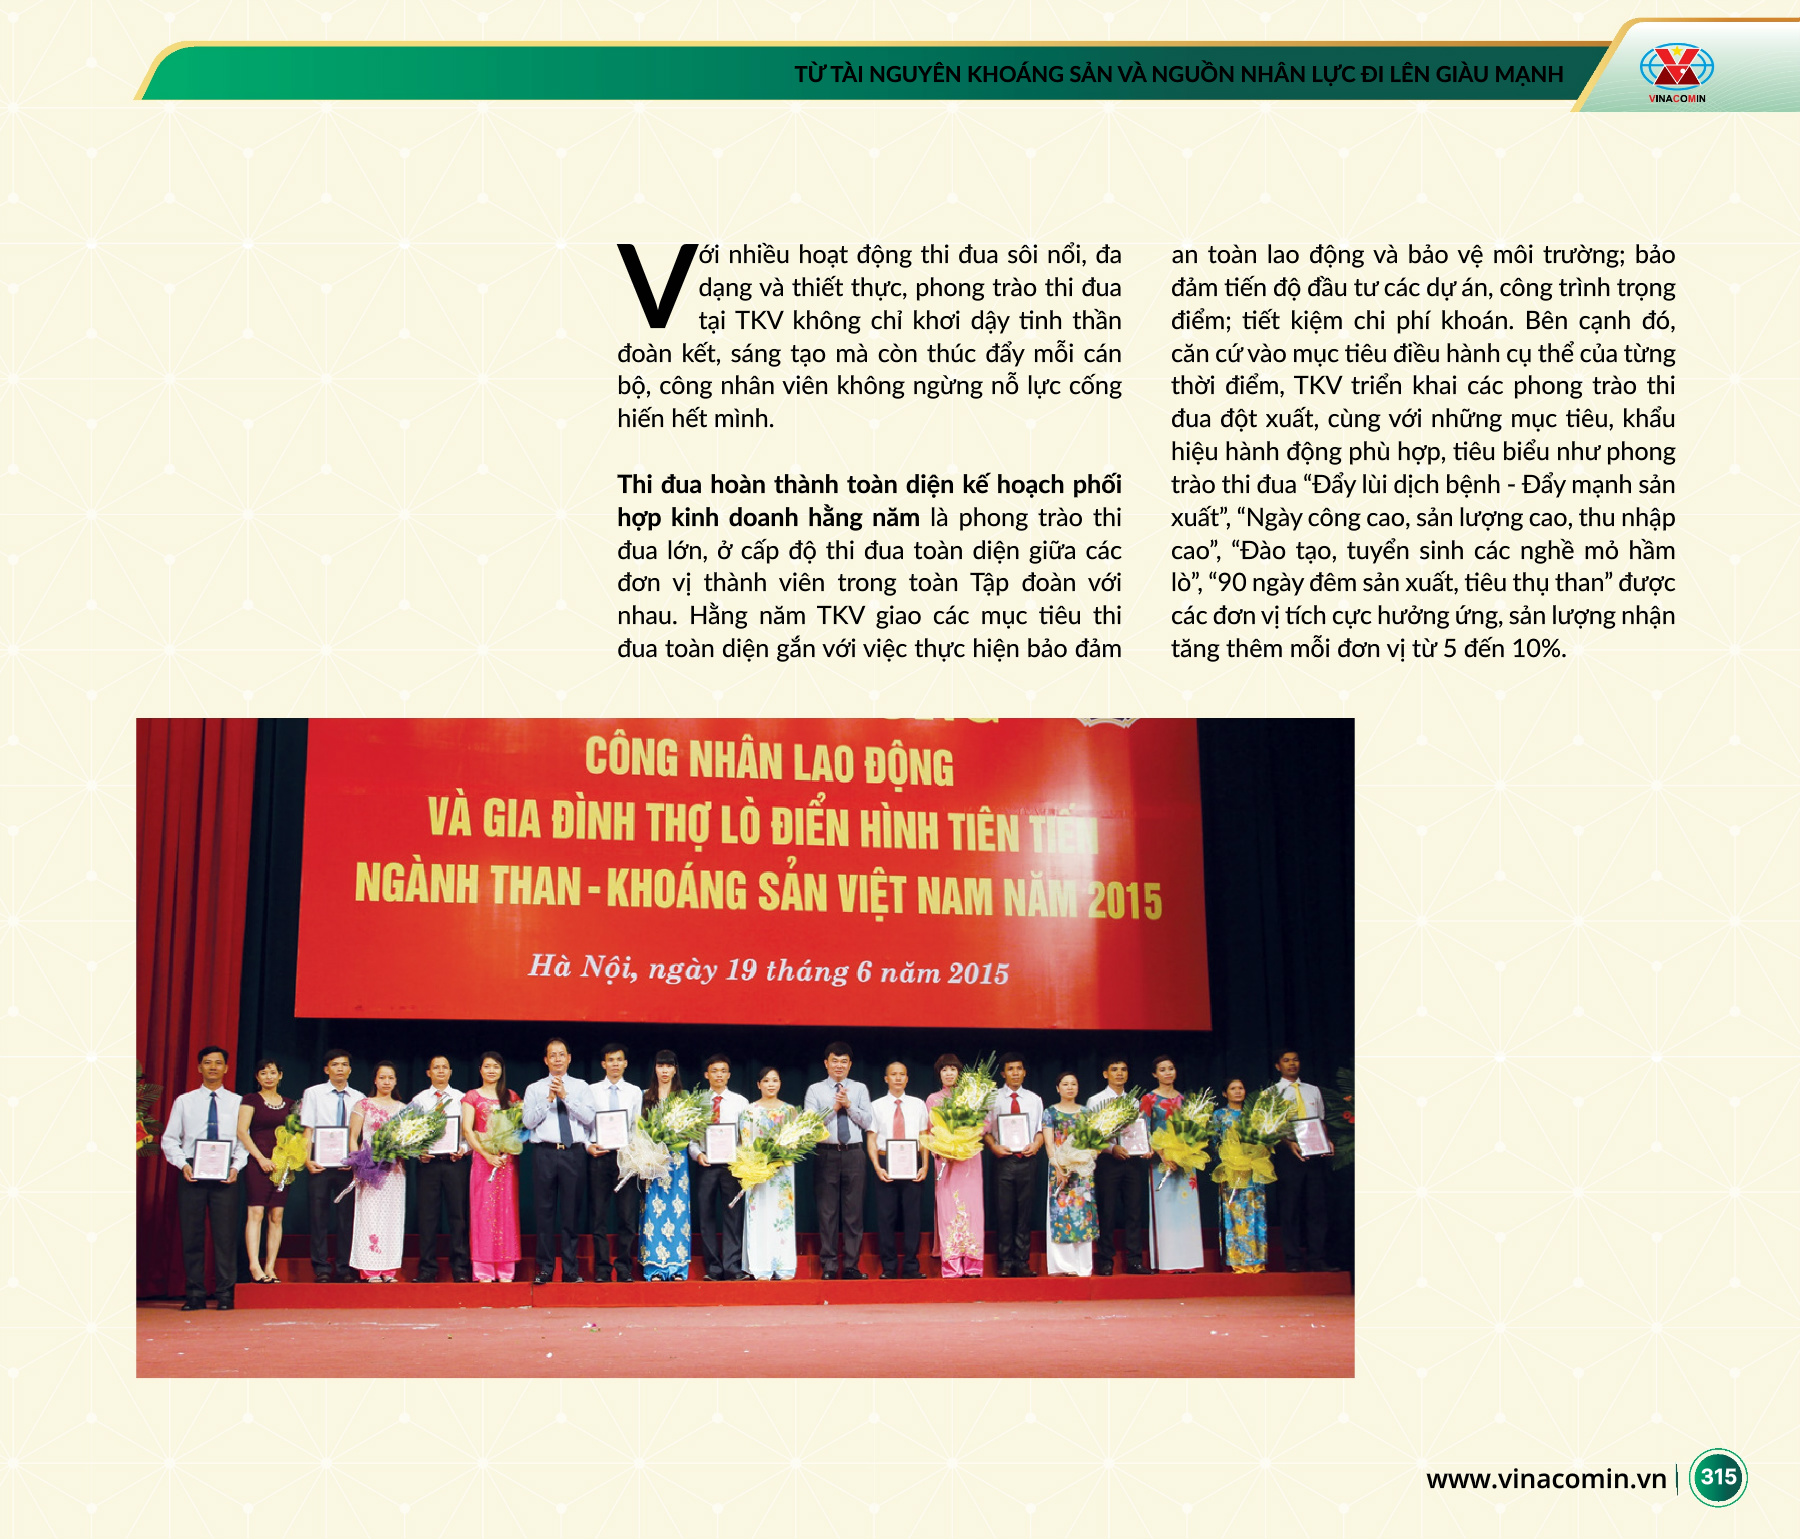 TỪ TÀI NGUYÊN KHOÁNG SẢN VÀ NGUỒN NHÂN LỰC ĐI LÊN GIÀU MẠNH
VINACOMIN
Với nhiều hoạt động thi đua sôi nổi, đa
dạng và thiết thực, phong trào thi đua
tại TKV không chỉ khơi dậy tinh thần
đoàn kết, sáng tạo mà còn thúc đẩy mỗi cán
bộ, công nhân viên không ngừng nỗ lực cống
hiến hết mình.
Thi đua hoàn thành toàn diện kế hoạch phối
hợp kinh doanh hằng năm là phong trào thi
đua lớn, ở cấp độ thi đua toàn diện giữa các
đơn vị thành viên trong toàn Tập đoàn với
nhau. Hằng năm TKV giao các mục tiêu thi
đua toàn diện gắn với việc thực hiện bảo đảm
an toàn lao động và bảo vệ môi trường; bảo
đảm tiến độ đầu tư các dự án, công trình trọng
điểm; tiết kiệm chi phí khoán. Bên cạnh đó,
căn cứ vào mục tiêu điều hành cụ thể của từng
thời điểm, TKV triển khai các phong trào thi
đua đột xuất, cùng với những mục tiêu, khẩu
hiệu hành động phù hợp, tiêu biểu như phong
trào thi đua “Đẩy lùi dịch bệnh - Đẩy mạnh sản
xuất”, “Ngày công cao, sản lượng cao, thu nhập
cao”, “Đào tạo, tuyển sinh các nghề mỏ hầm
lò”, “90 ngày đêm sản xuất, tiêu thụ than” được
các đơn vị tích cực hưởng ứng, sản lượng nhận
tăng thêm mỗi đơn vị từ 5 đến 10%.
CÔNG NHÂN LAO ĐỘNG
VÀ GIA ĐÌNH THỢ LÒ ĐIỂN HÌNH TIÊN TIẾN
NGÀNH THAN - KHOÁNG SẢN VIỆT NAM NĂM 2015
Hà Nội, ngày 19 tháng 6 năm 2015
www.vinacomin.vn
315